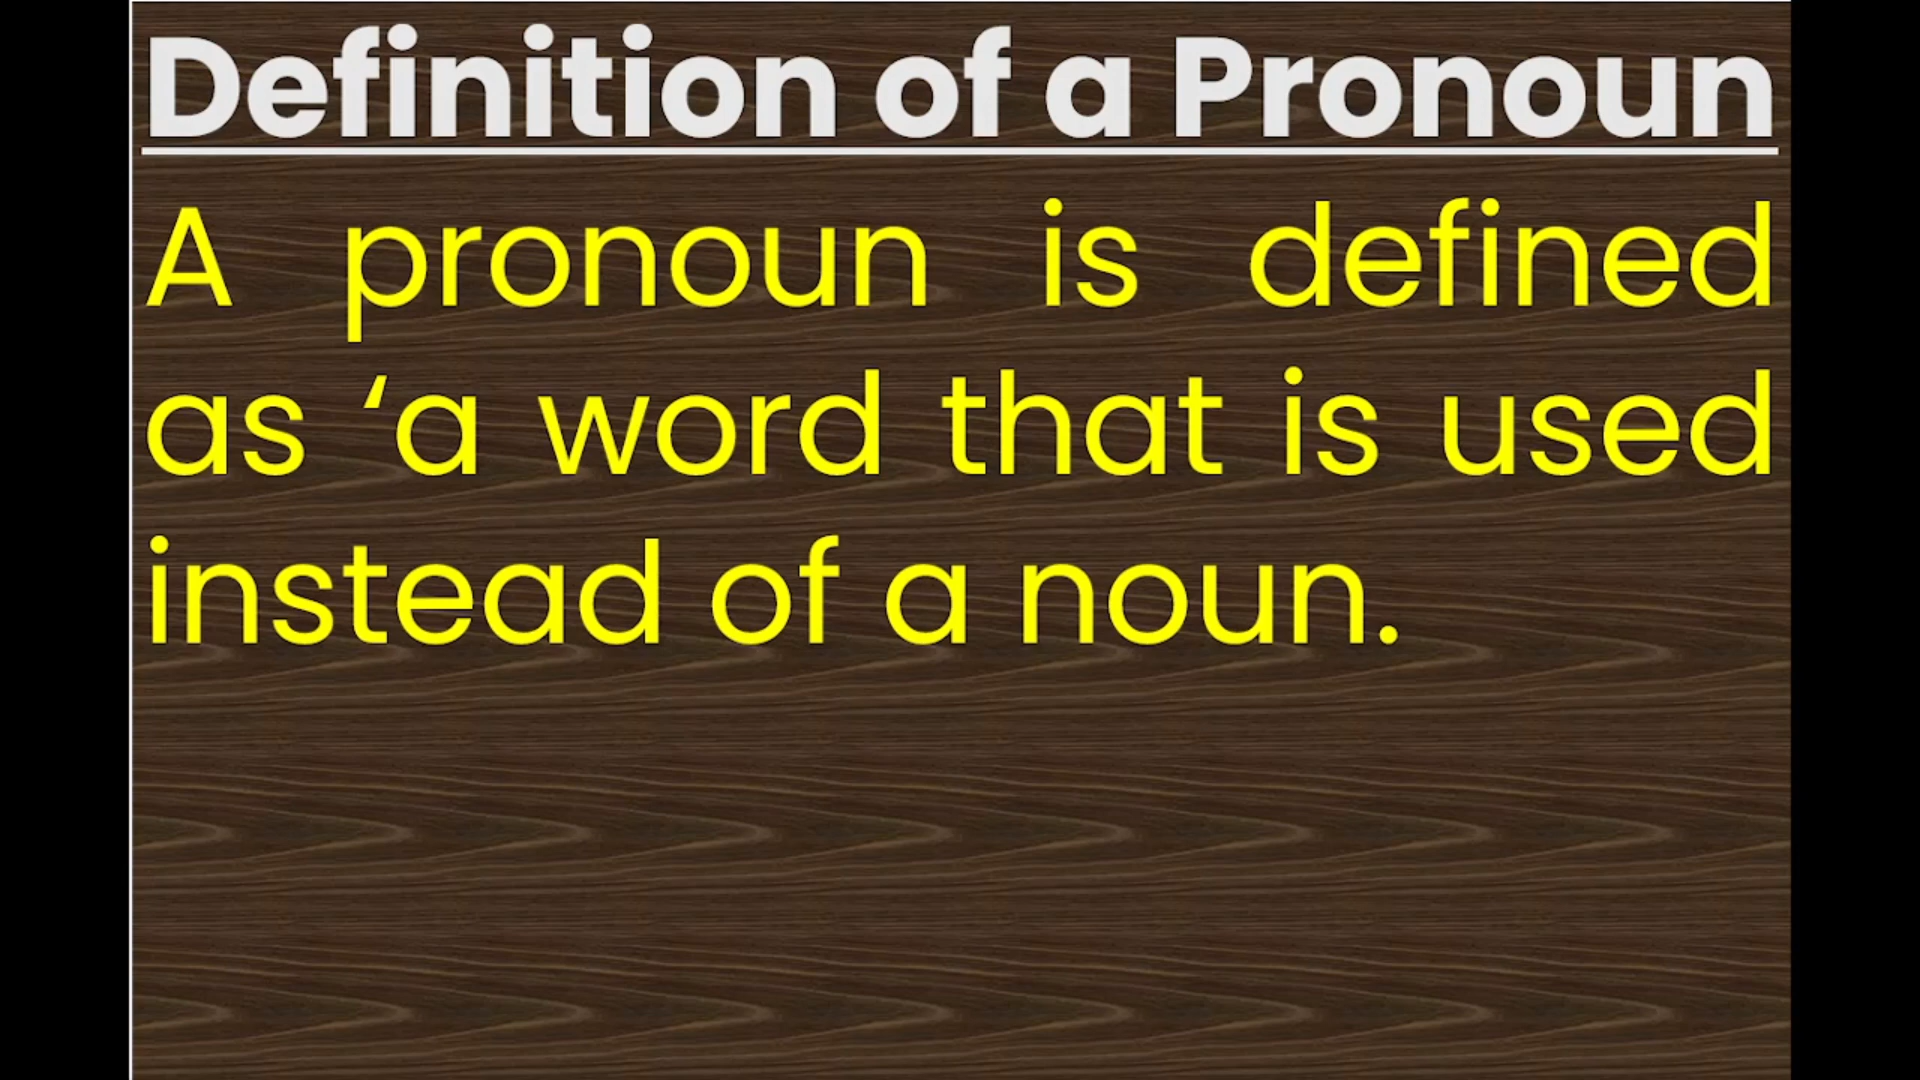 Definition of a Pronoun
A pronoun is defined
as ‘a word that is used
instead of a noun.